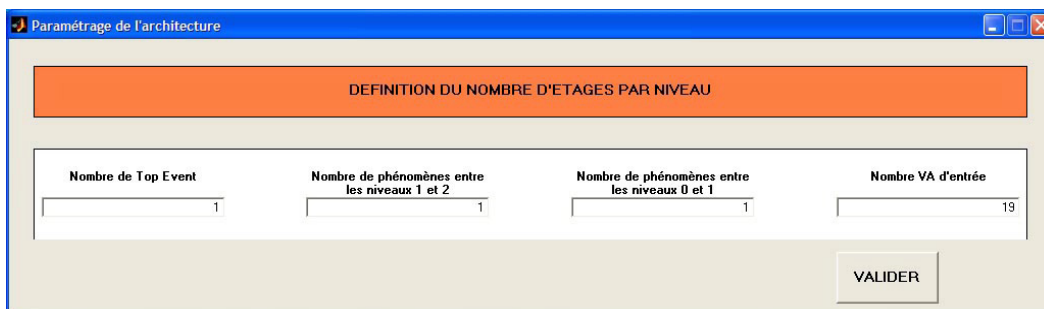 Paramétrage de l'architecture
DEFINITION DU NOMBRE D'ETAGES PAR NIVEAU
Nombre de Top Event
1
Nombre de phénomènes entre
les niveaux 1 et 2
1
Nombre de phénomènes entre
les niveaux 0 et 1
1
Nombre VA d'entrée
19
VALIDER